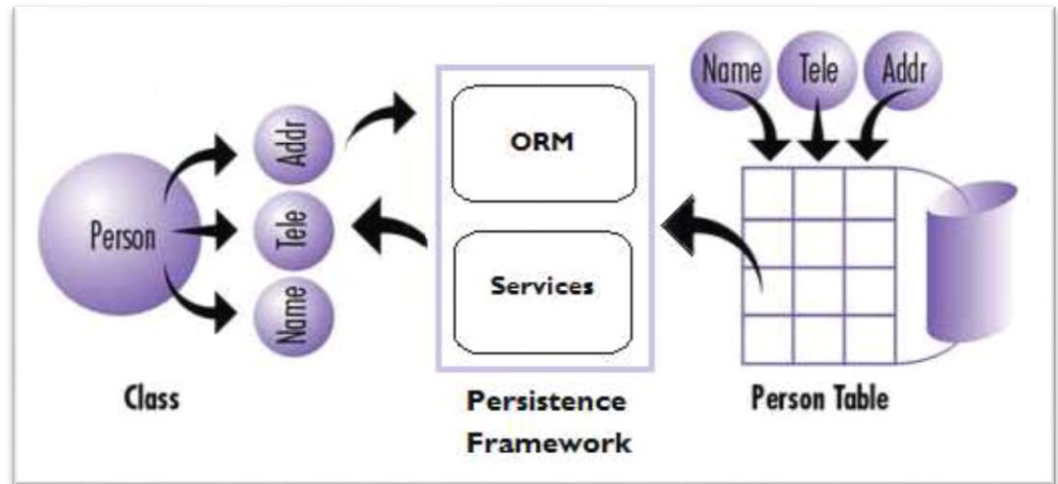 Person
Addr
Tele
Name
Class
ORM
Services
Persistence
Framework
Name
Tele
Addr
Person Table